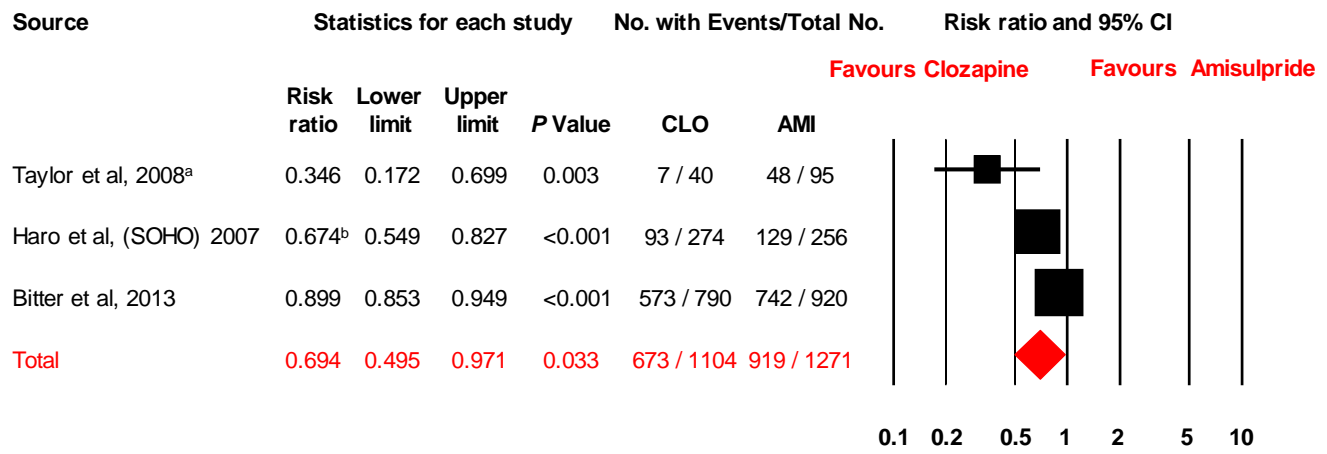 Source Statistics for each study No. with Events/Total No. Risk ratio and 95% CI
Favours Clozapine Favours Amisulpride
Risk ratio Lower limit Upper limit P Value CLO AMI
Taylor et al, 2008ᵃ 0.346 0.172 0.699 0.003 7 / 40 48 / 95
Haro et al, (SOHO) 2007 0.674ᵇ 0.549 0.827 <0.001 93 / 274 129 / 256
Bitter et al, 2013 0.899 0.853 0.949 <0.001 573 / 790 742 / 920
Total 0.694 0.495 0.971 0.033 673 / 1104 919 / 1271
0.1 0.2 0.5 1 2 5 10